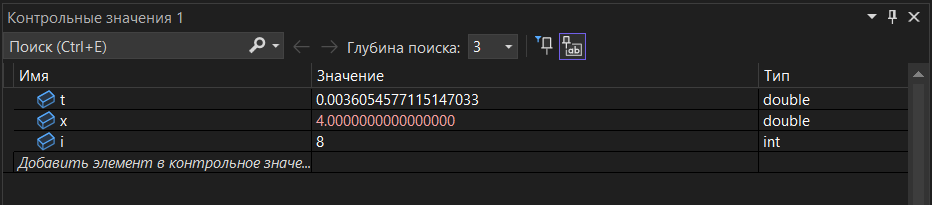 Контрольные значения 1
Поиск (Ctrl+E) Глубина поиска: 3
Имя Значение Тип
t 0.0036054577115147033 double
x 4.0000000000000000 double
i 8 int
Добавить элемент в контрольное значе...